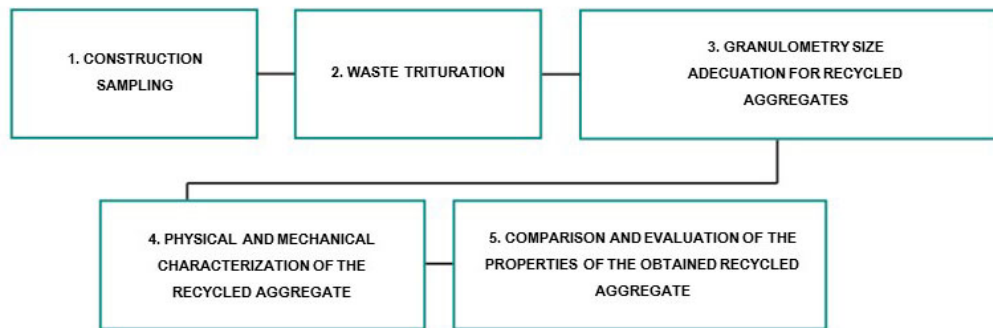 1. CONSTRUCTION
SAMPLING
2. WASTE TRITURATION
3. GRANULOMETRY SIZE
ADECUATION FOR RECYCLED
AGGREGATES
4. PHYSICAL AND MECHANICAL
CHARACTERIZATION OF THE
RECYCLED AGGREGATE
5. COMPARISON AND EVALUATION OF THE
PROPERTIES OF THE OBTAINED RECYCLED
AGGREGATE